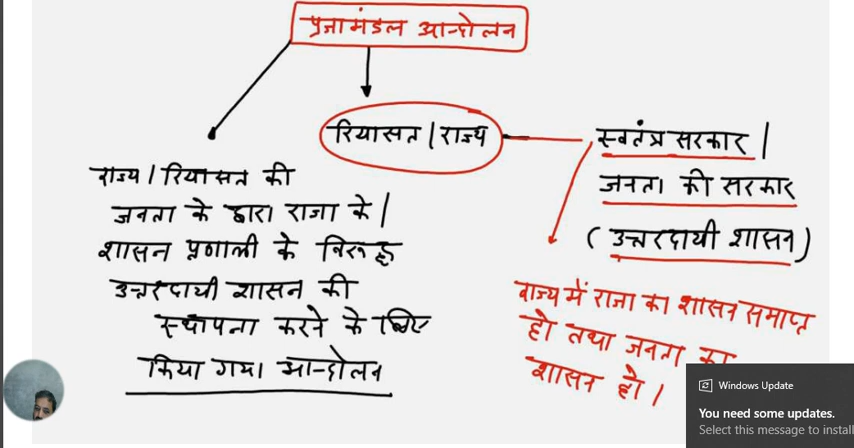 प्रजामंडल आन्दोलन
रियासत | राज्य
राज्य | रियासत की
जनता के द्वारा राजा के |
शासन प्रणाली के विरूद्ध
उत्तरदायी शासन की
स्थापना करने के लिए
किया गया आन्दोलन
स्वतंत्र सरकार |
जनता की सरकार
( उत्तरदायी शासन )
राज्य में राजा का शासन समाप्त
हो तथा जनता का
शासन हो |
Windows Update
You need some updates.
Select this message to install